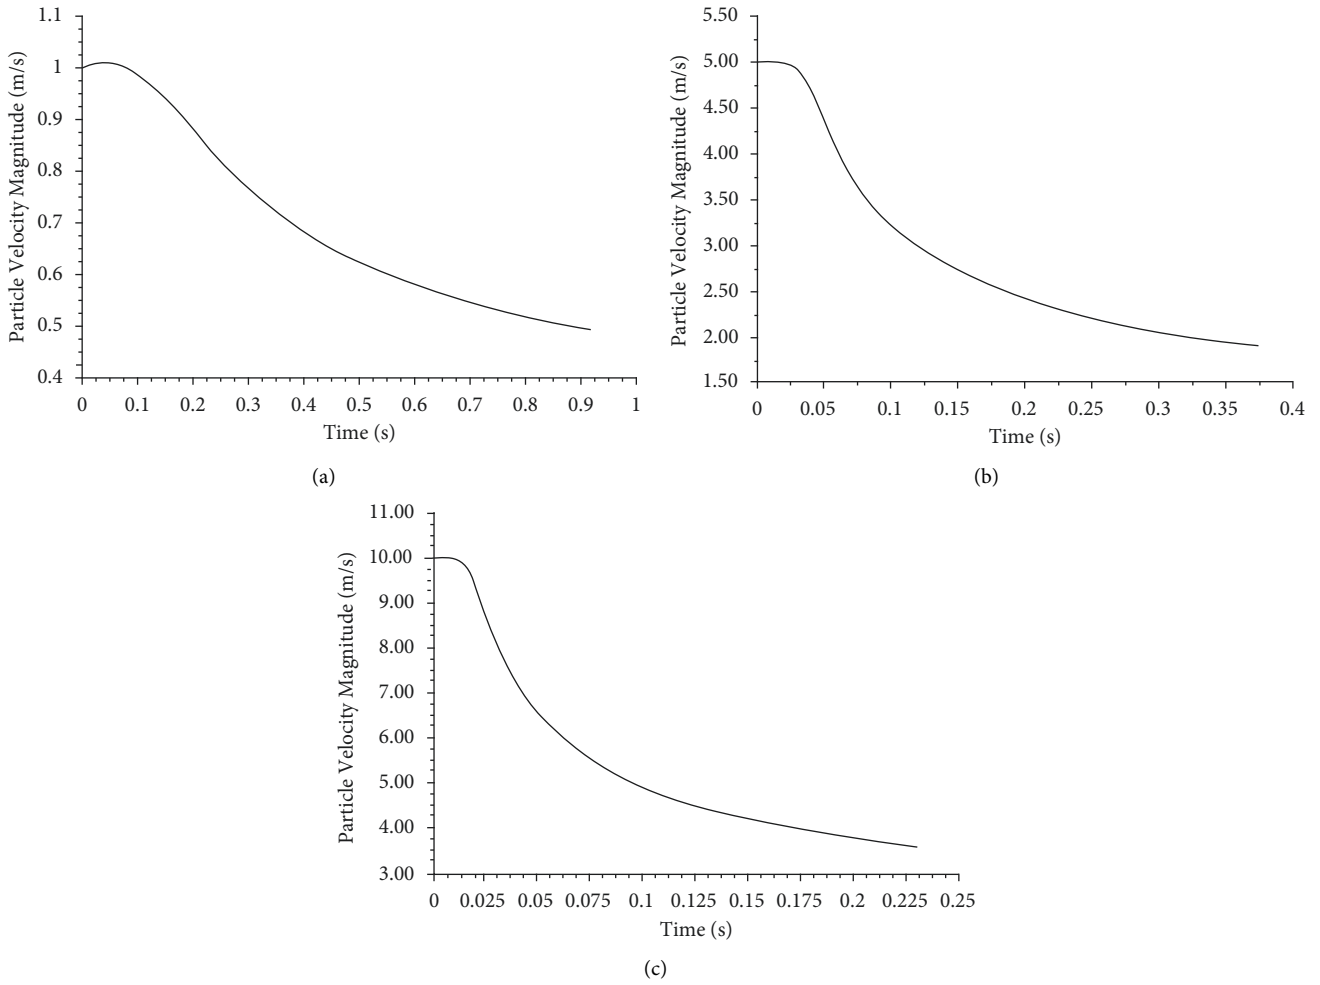 Particle Velocity Magnitude (m/s)
1.1
1
0.9
0.8
0.7
0.6
0.5
0.4
0 0.1 0.2 0.3 0.4 0.5 0.6 0.7 0.8 0.9 1
Time (s)
(a)
Particle Velocity Magnitude (m/s)
5.50
5.00
4.50
4.00
3.50
3.00
2.50
2.00
1.50
0 0.05 0.1 0.15 0.2 0.25 0.3 0.35 0.4
Time (s)
(b)
Particle Velocity Magnitude (m/s)
11.00
10.00
9.00
8.00
7.00
6.00
5.00
4.00
3.00
0 0.025 0.05 0.075 0.1 0.125 0.15 0.175 0.2 0.225 0.25
Time (s)
(c)